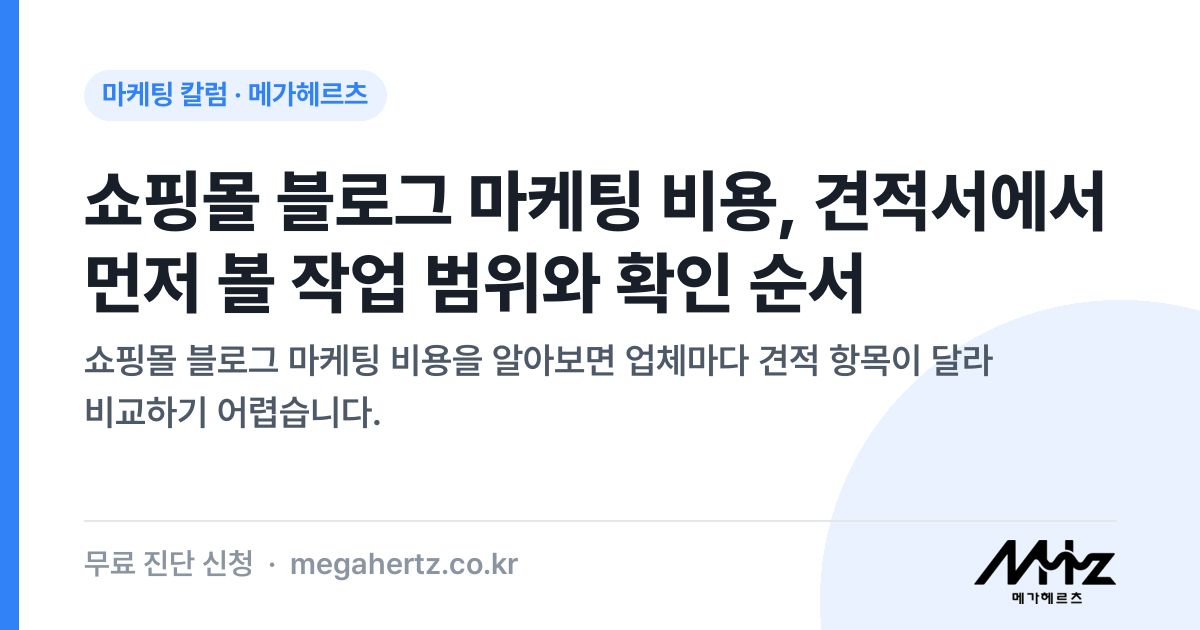 마케팅 칼럼 · 메가헤르츠
쇼핑몰 블로그 마케팅 비용, 견적서에서
먼저 볼 작업 범위와 확인 순서
쇼핑몰 블로그 마케팅 비용을 알아보면 업체마다 견적 항목이 달라
비교하기 어렵습니다.
무료 진단 신청 · megahertz.co.kr
MHz
메가헤르츠